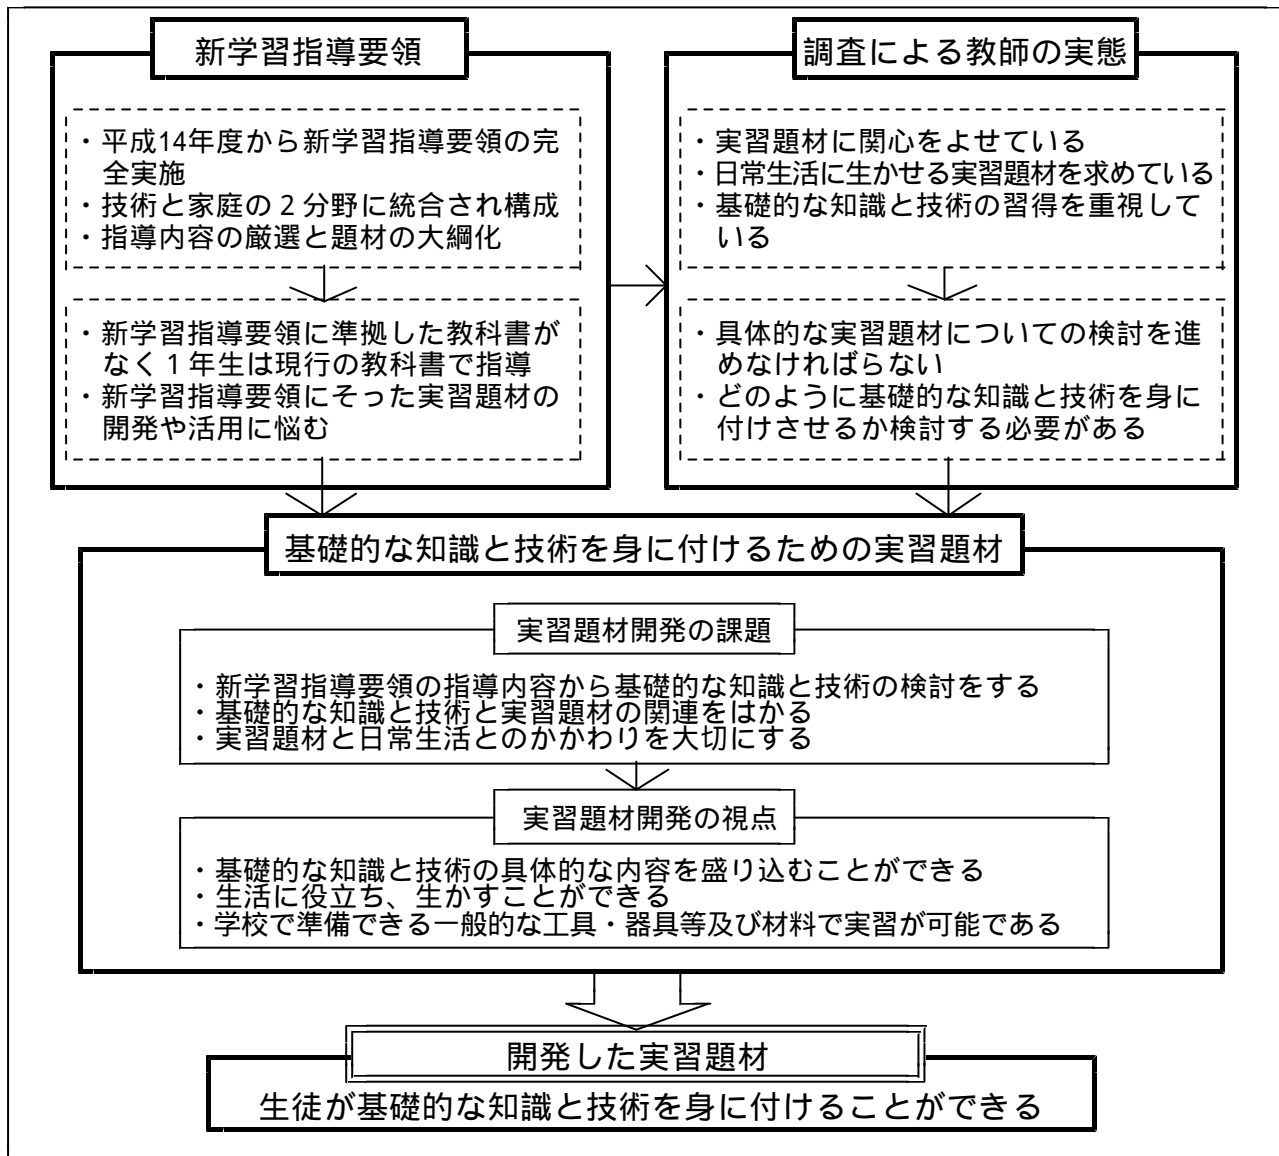 新学習指導要領
・平成14年度から新学習指導要領の完
全実施
・技術と家庭の２分野に統合され構成
・指導内容の厳選と題材の大綱化
・新学習指導要領に準拠した教科書が
なく１年生は現行の教科書で指導
・新学習指導要領にそった実習題材の
開発や活用に悩む
調査による教師の実態
・実習題材に関心をよせている
・日常生活に生かせる実習題材を求めている
・基礎的な知識と技術の習得を重視して
いる
・具体的な実習題材についての検討を進
めなければらない
・どのように基礎的な知識と技術を身に
付けさせるか検討する必要がある
基礎的な知識と技術を身に付けるための実習題材
実習題材開発の課題
・新学習指導要領の指導内容から基礎的な知識と技術の検討をする
・基礎的な知識と技術と実習題材の関連をはかる
・実習題材と日常生活とのかかわりを大切にする
実習題材開発の視点
・基礎的な知識と技術の具体的な内容を盛り込むことができる
・生活に役立ち、生かすことができる
・学校で準備できる一般的な工具・器具等及び材料で実習が可能である
開発した実習題材
生徒が基礎的な知識と技術を身に付けることができる